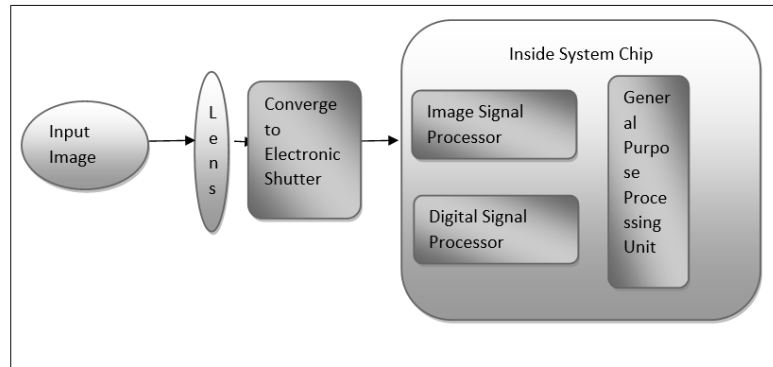 Input
Image
L
e
n
s
Converge
to
Electronic
Shutter
Inside System Chip
Image Signal
Processor
Digital Signal
Processor
Gener
al
Purpo
se
Proce
ssing
Unit